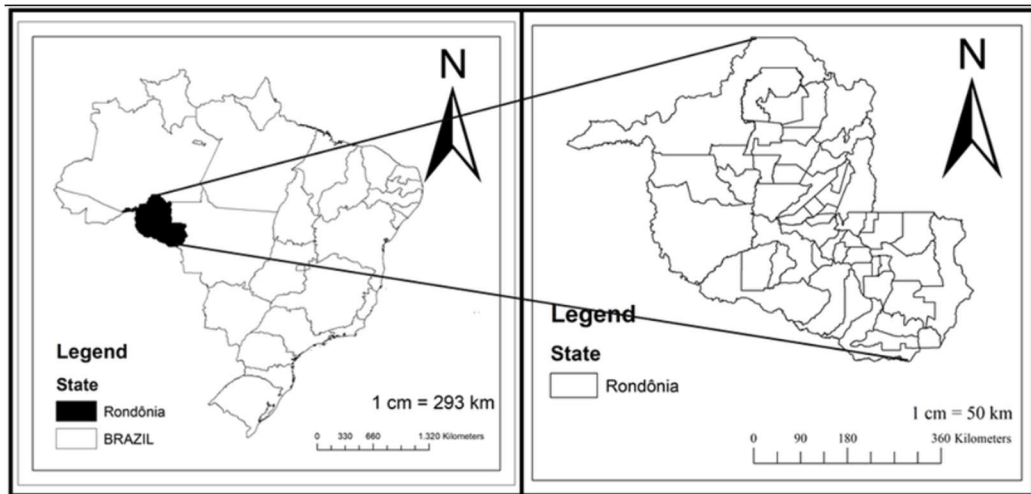 N
Legend
State
Rondônia
BRAZIL
1 cm = 293 km
0 330 660 1.320 Kilometers
N
Legend
State
Rondônia
1 cm = 50 km
0 90 180 360 Kilometers